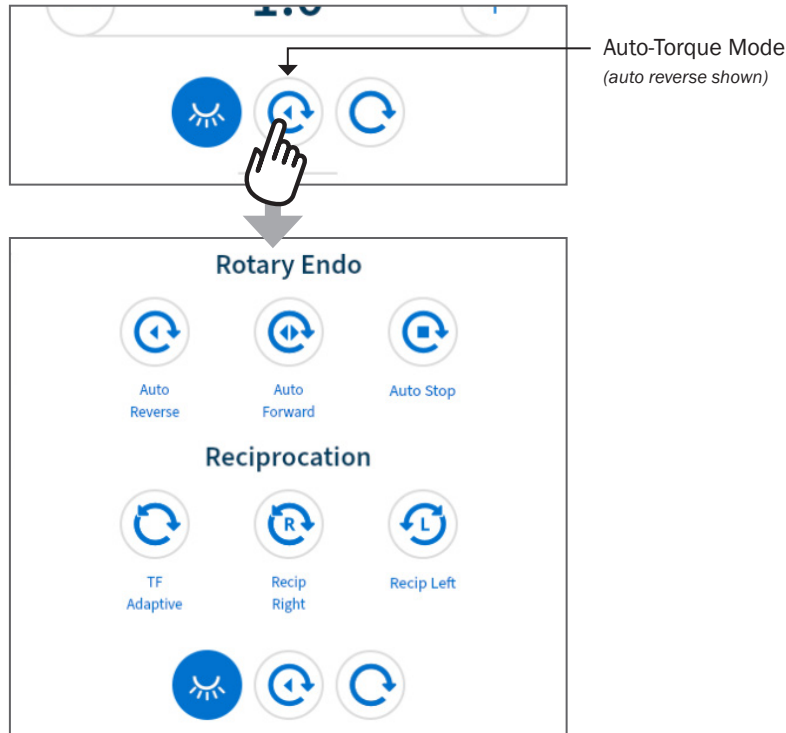 Auto-Torque Mode
(auto reverse shown)
Rotary Endo
Auto Reverse
Auto Forward
Auto Stop
Reciprocation
TF Adaptive
R
Recip Right
L
Recip Left